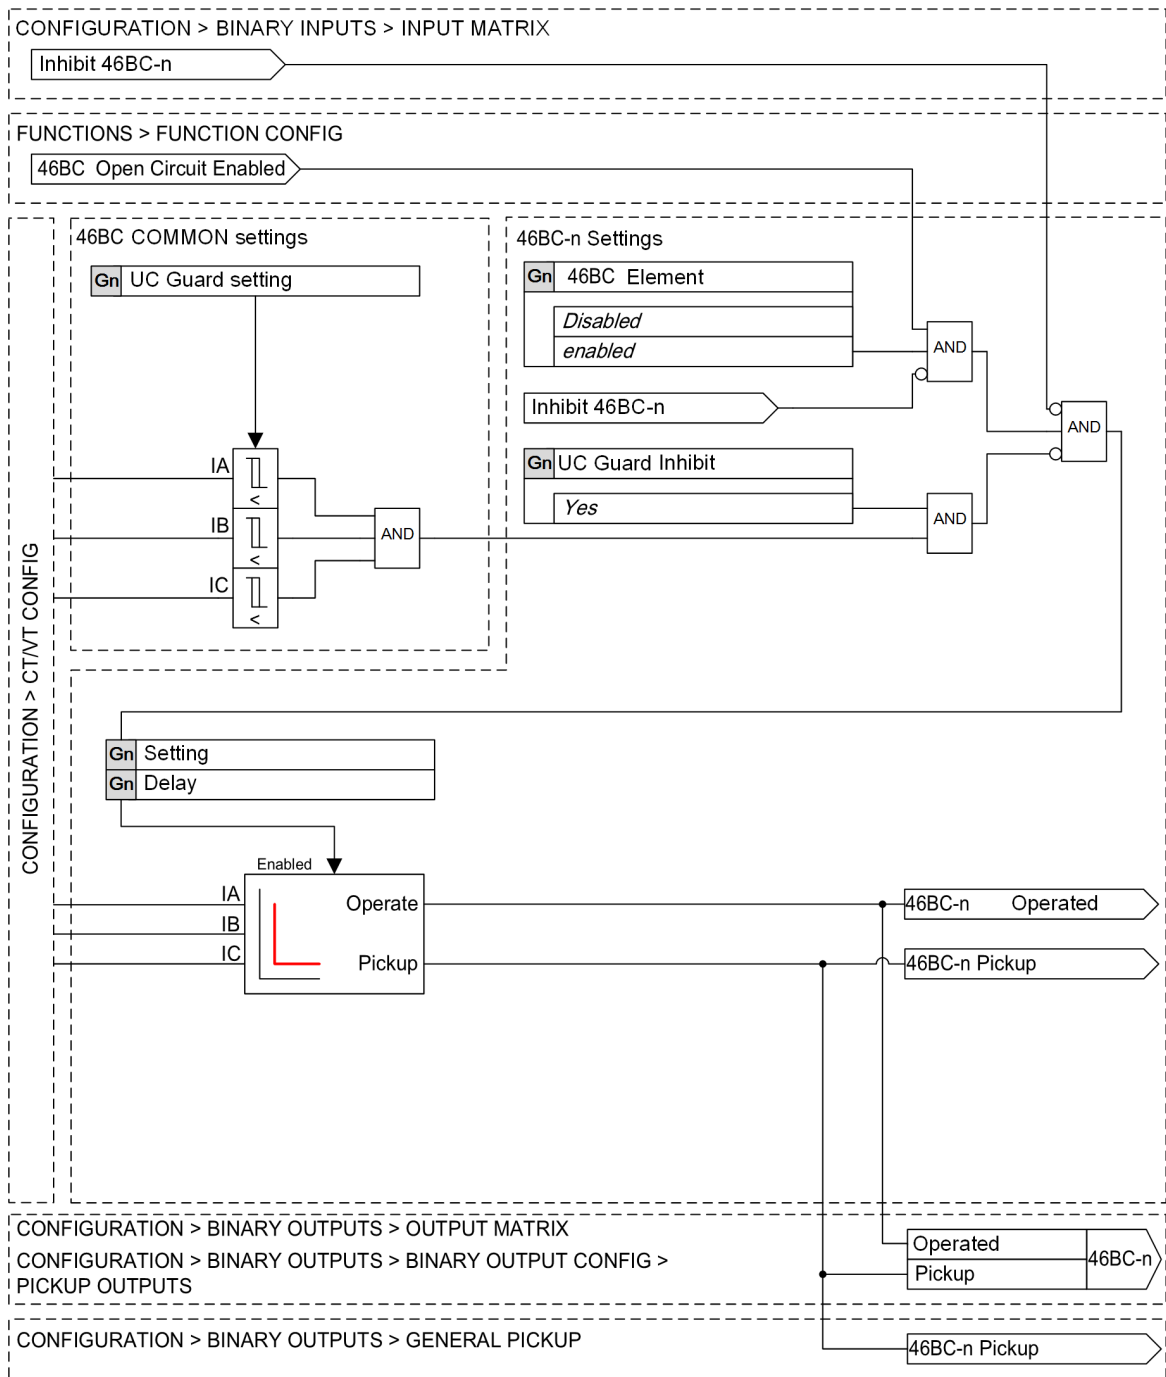 CONFIGURATION > BINARY INPUTS > INPUT MATRIX
Inhibit 46BC-n
FUNCTIONS > FUNCTION CONFIG
46BC Open Circuit Enabled
46BC COMMON settings
Gn UC Guard setting
46BC-n Settings
Gn 46BC Element
Disabled
enabled
AND
Inhibit 46BC-n
AND
Gn UC Guard Inhibit
Yes
AND
IA
<
IB
<
AND
IC
<
CONFIGURATION > CT/VT CONFIG
Gn Setting
Gn Delay
Enabled
IA
IB
IC
Operate
Pickup
46BC-n Operated
46BC-n Pickup
CONFIGURATION > BINARY OUTPUTS > OUTPUT MATRIX
CONFIGURATION > BINARY OUTPUTS > BINARY OUTPUT CONFIG >
PICKUP OUTPUTS
Operated
Pickup
46BC-n
CONFIGURATION > BINARY OUTPUTS > GENERAL PICKUP
46BC-n Pickup